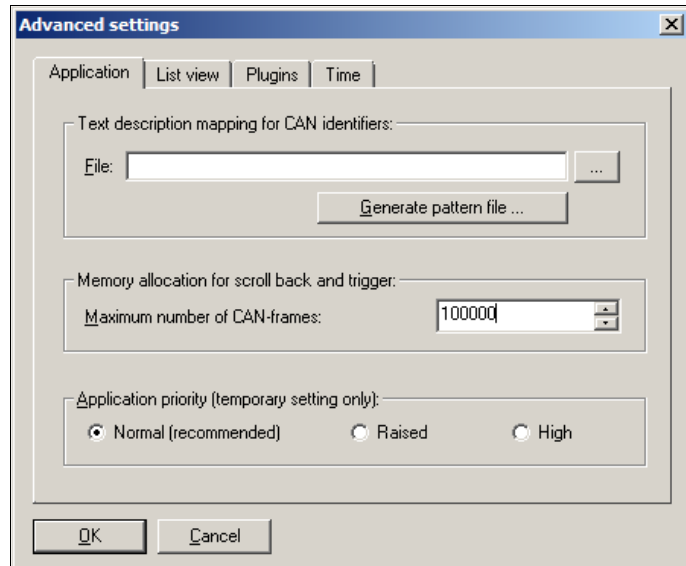 Advanced settings
Application List view Plugins Time
Text description mapping for CAN identifiers:
File: ...
Generate pattern file ...
Memory allocation for scroll back and trigger:
Maximum number of CAN-frames: 100000
Application priority (temporary setting only):
Normal (recommended) Raised High
OK Cancel